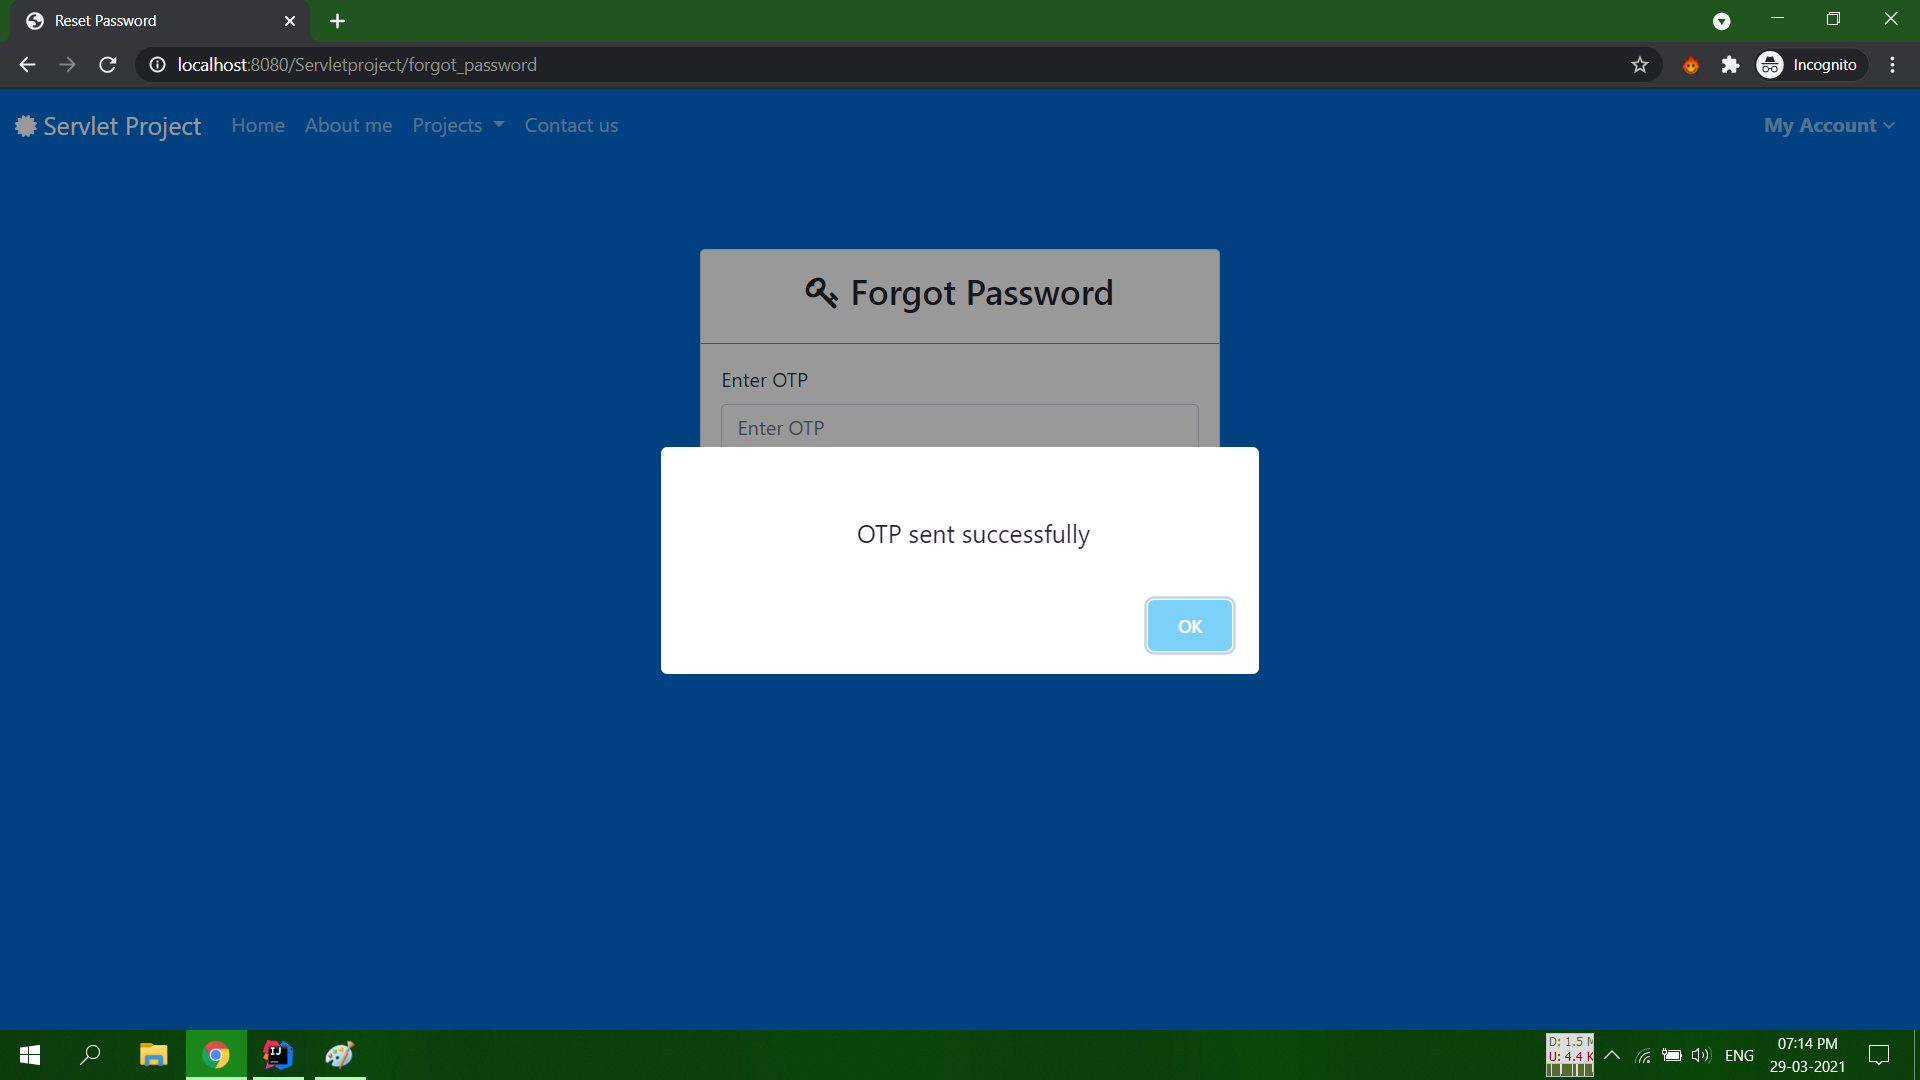 Reset Password
localhost:8080/Servletproject/forgot_password
Incognito
Servlet Project Home About me Projects Contact us My Account
Forgot Password
Enter OTP
Enter OTP
OTP sent successfully
OK
D: 1.5 M
U: 4.4 K
ENG
07:14 PM
29-03-2021